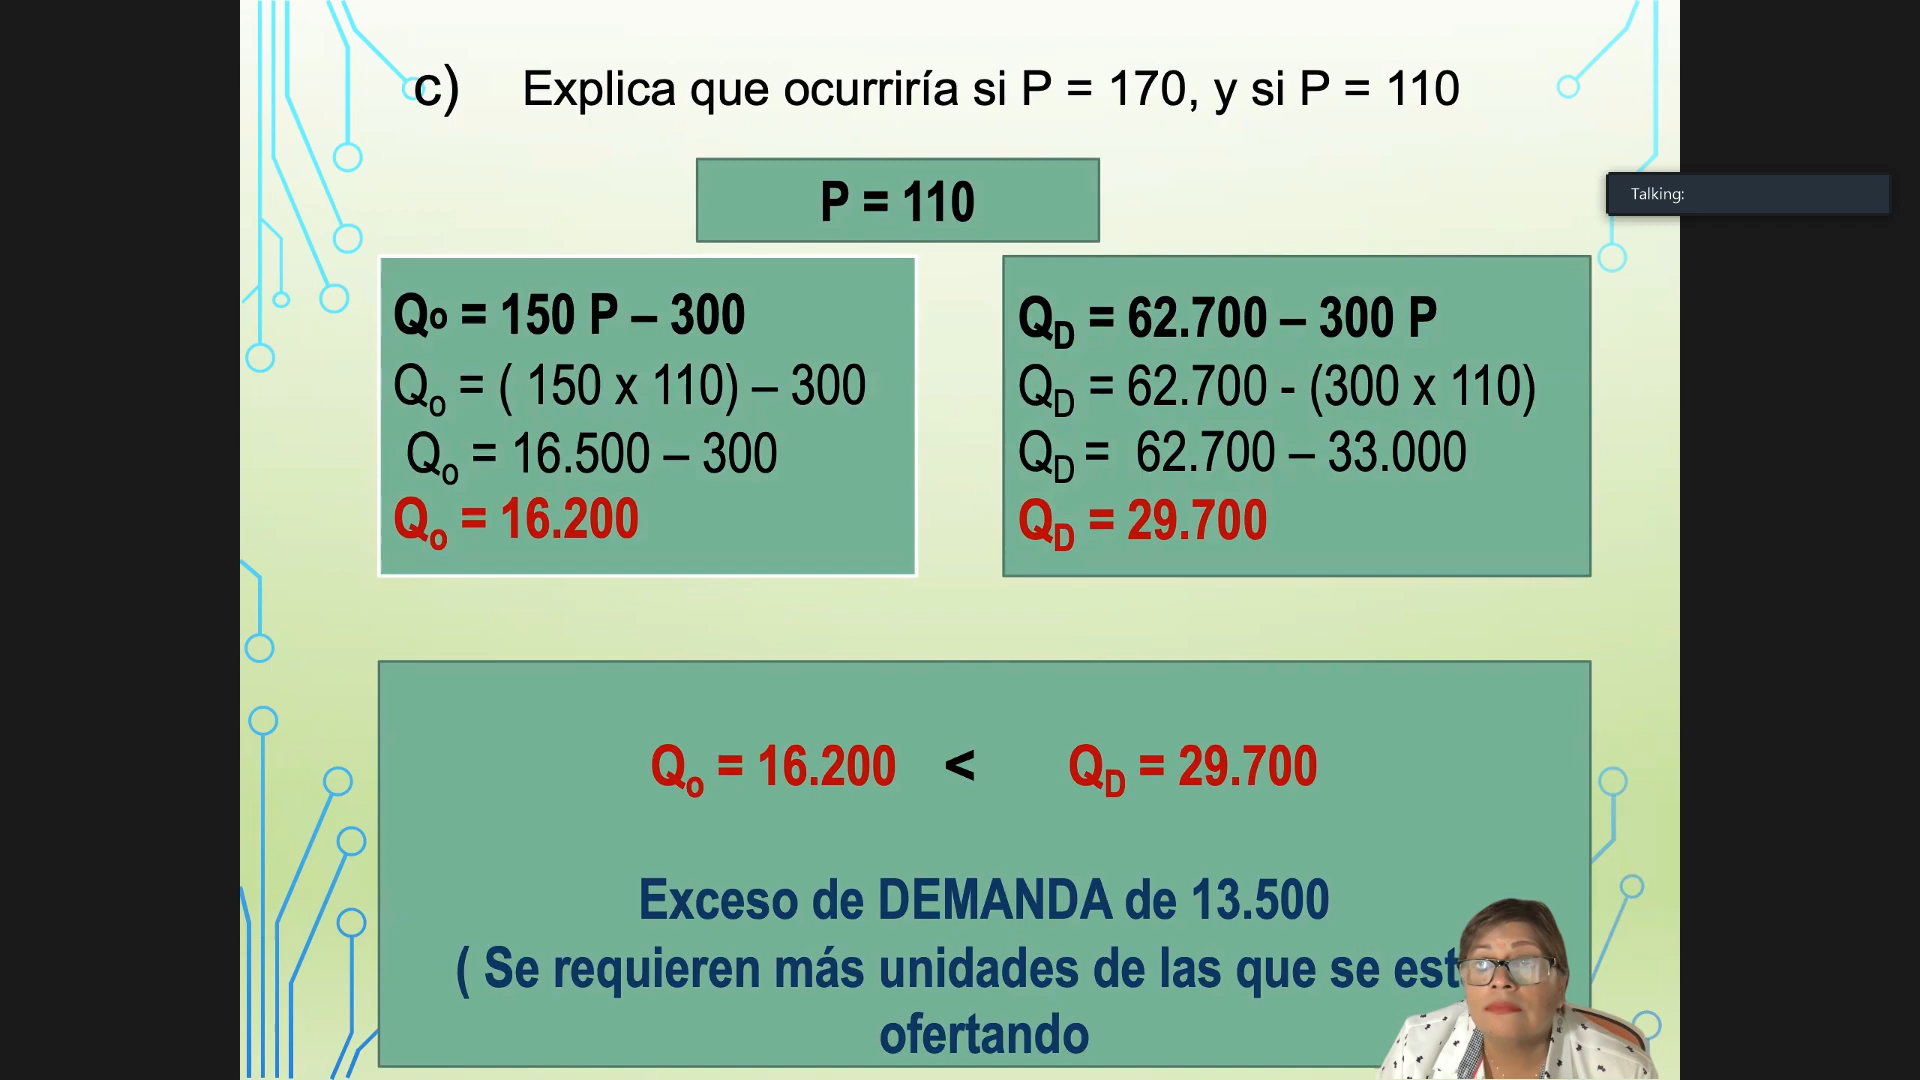 c) Explica que ocurriría si P = 170, y si P = 110
P = 110
Talking:
Qo = 150 P – 300
Qo = ( 150 x 110) – 300
Qo = 16.500 – 300
Qo = 16.200
QD = 62.700 – 300 P
QD = 62.700 - (300 x 110)
QD = 62.700 – 33.000
QD = 29.700
Qo = 16.200 < QD = 29.700
Exceso de DEMANDA de 13.500
( Se requieren más unidades de las que se
ofertando